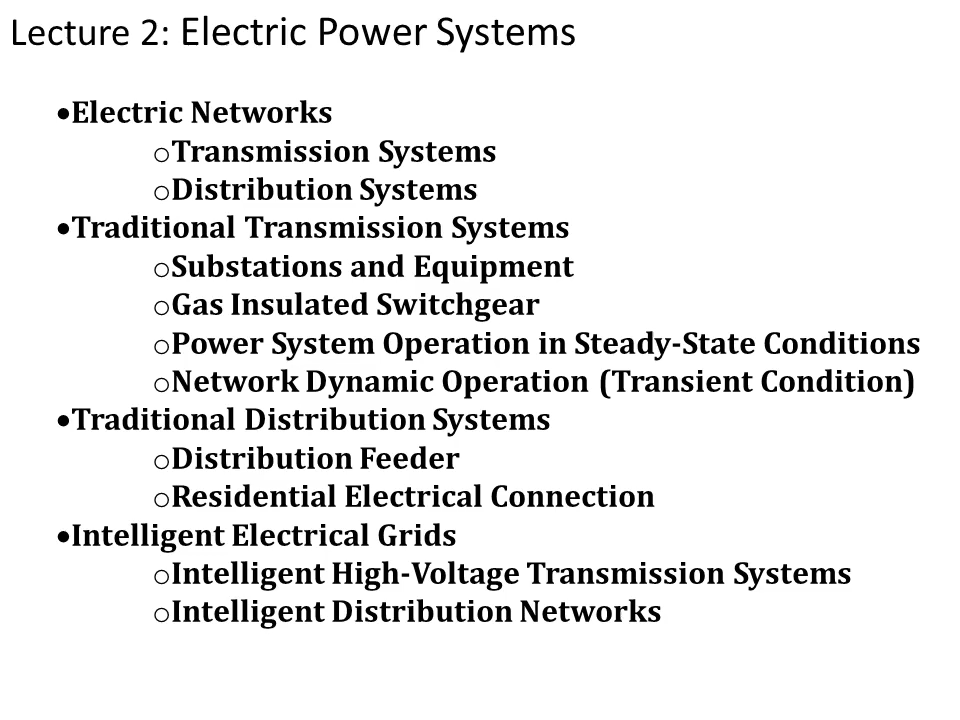 Lecture 2: Electric Power Systems
•Electric Networks
oTransmission Systems
oDistribution Systems
•Traditional Transmission Systems
oSubstations and Equipment
oGas Insulated Switchgear
oPower System Operation in Steady-State Conditions
oNetwork Dynamic Operation (Transient Condition)
•Traditional Distribution Systems
oDistribution Feeder
oResidential Electrical Connection
•Intelligent Electrical Grids
oIntelligent High-Voltage Transmission Systems
oIntelligent Distribution Networks